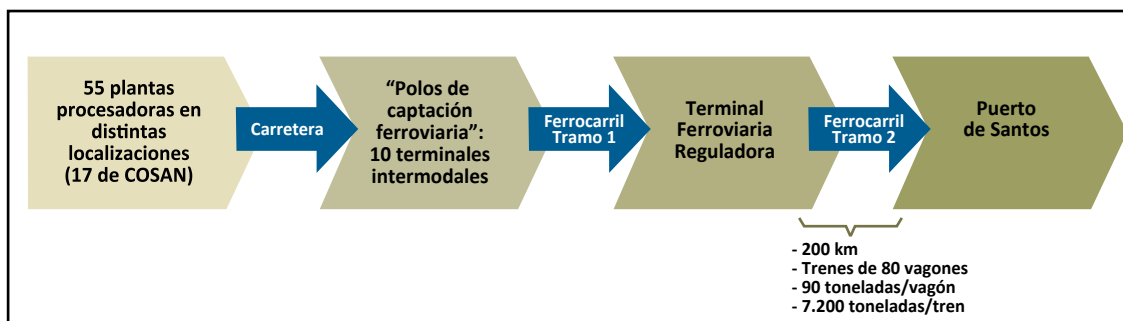 55 plantas
procesadoras en
distintas
localizaciones
(17 de COSAN)
Carretera
“Polos de
captación
ferroviaria”:
10 terminales
intermodales
Ferrocarril
Tramo 1
Terminal
Ferroviaria
Reguladora
Ferrocarril
Tramo 2
Puerto
de Santos
- 200 km
- Trenes de 80 vagones
- 90 toneladas/vagón
- 7.200 toneladas/tren